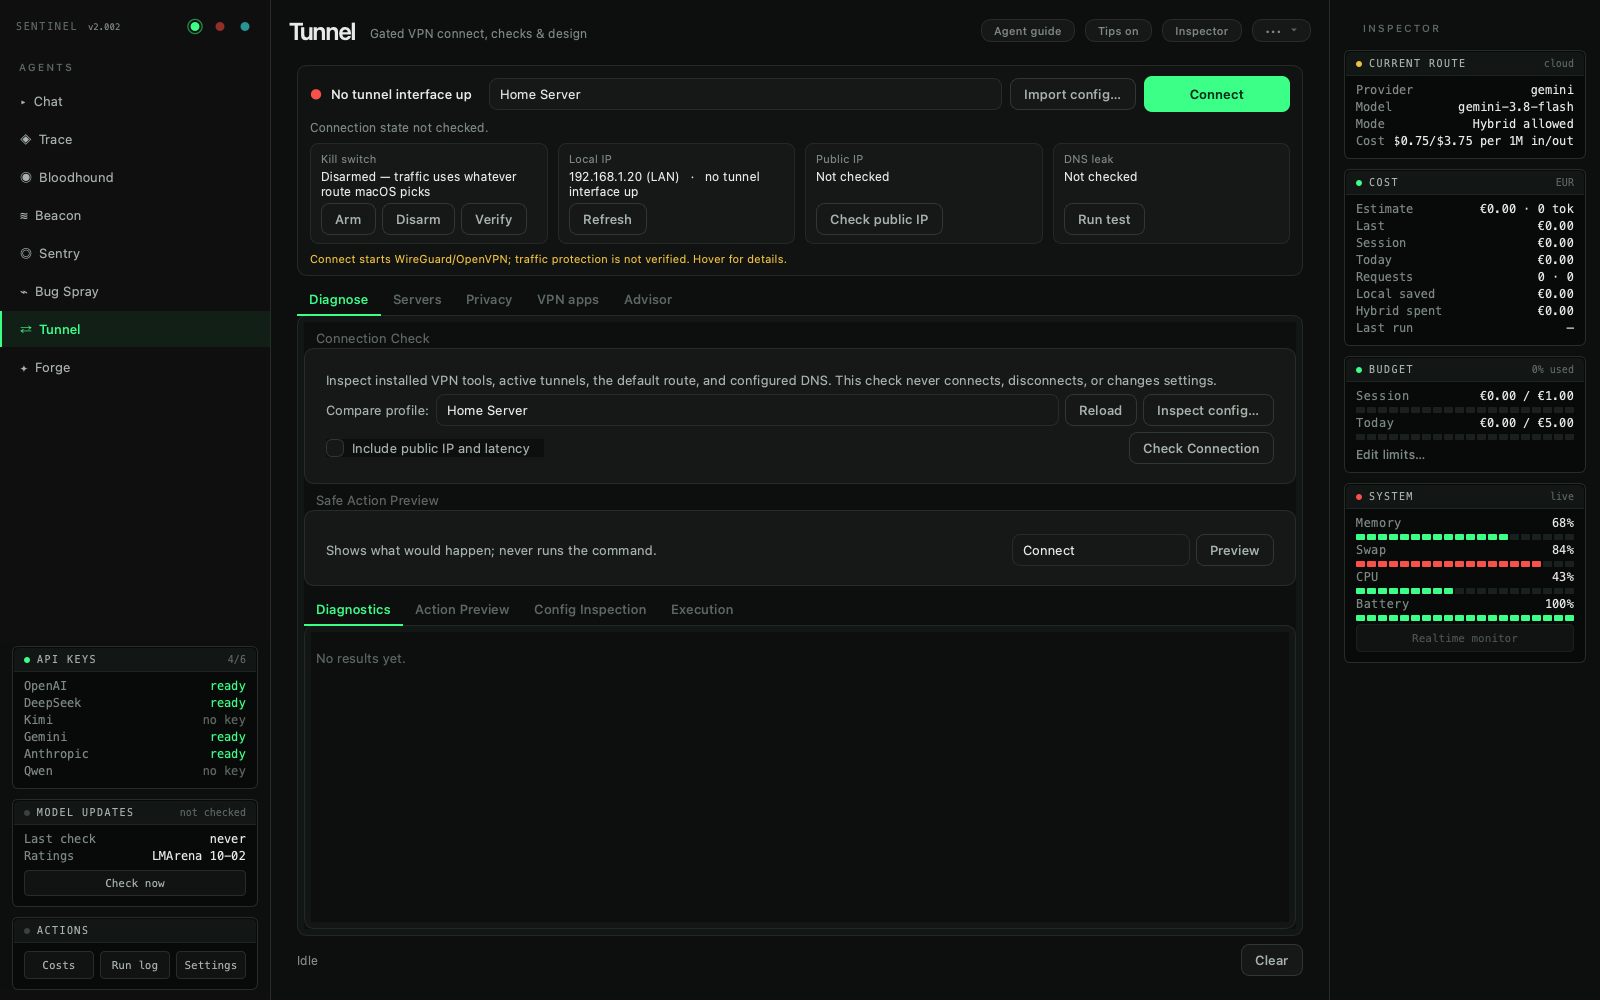 SENTINEL v2.002
AGENTS
Chat
Trace
Bloodhound
Beacon
Sentry
Bug Spray
Tunnel
Forge
API KEYS 4/6
OpenAI ready
DeepSeek ready
Kimi no key
Gemini ready
Anthropic ready
Qwen no key
MODEL UPDATES not checked
Last check never
Ratings LMArena 10-02
Check now
ACTIONS
Costs Run log Settings
Tunnel Gated VPN connect, checks & design
Agent guide Tips on Inspector ...
No tunnel interface up Home Server Import config... Connect
Connection state not checked.
Kill switch
Disarmed — traffic uses whatever
route macOS picks
Arm Disarm Verify
Local IP
192.168.1.20 (LAN) · no tunnel
interface up
Refresh
Public IP
Not checked
Check public IP
DNS leak
Not checked
Run test
Connect starts WireGuard/OpenVPN; traffic protection is not verified. Hover for details.
Diagnose Servers Privacy VPN apps Advisor
Connection Check
Inspect installed VPN tools, active tunnels, the default route, and configured DNS. This check never connects, disconnects, or changes settings.
Compare profile: Home Server Reload Inspect config...
Include public IP and latency Check Connection
Safe Action Preview
Shows what would happen; never runs the command. Connect Preview
Diagnostics Action Preview Config Inspection Execution
No results yet.
Idle Clear
INSPECTOR
CURRENT ROUTE cloud
Provider gemini
Model gemini-3.8-flash
Mode Hybrid allowed
Cost $0.75/$3.75 per 1M in/out
COST EUR
Estimate €0.00 · 0 tok
Last €0.00
Session €0.00
Today €0.00
Requests 0 · 0
Local saved €0.00
Hybrid spent €0.00
Last run —
BUDGET 0% used
Session €0.00 / €1.00
Today €0.00 / €5.00
Edit limits...
SYSTEM live
Memory 68%
Swap 84%
CPU 43%
Battery 100%
Realtime monitor